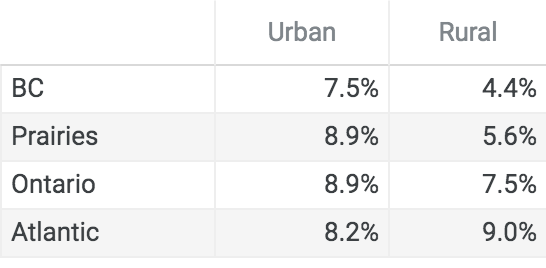 Urban Rural
BC 7.5% 4.4%
Prairies 8.9% 5.6%
Ontario 8.9% 7.5%
Atlantic 8.2% 9.0%